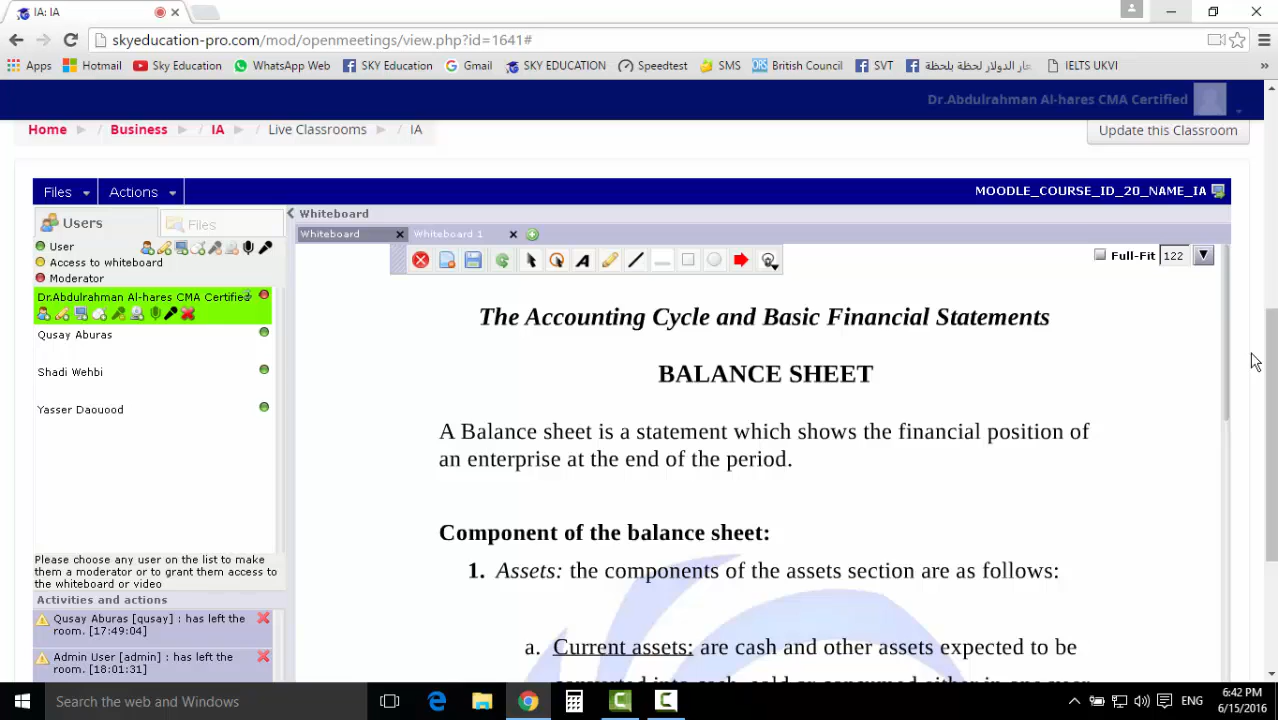 IA: IA
skyeducation-pro.com/mod/openmeetings/view.php?id=1641#
Apps Hotmail Sky Education WhatsApp Web SKY Education Gmail SKY EDUCATION Speedtest SMS British Council SVT عار الدولار لحظة بلحظة IELTS UKVI »
Dr.Abdulrahman Al-hares CMA Certified
Home / Business / IA / Live Classrooms / IA
Update this Classroom
Files Actions
MOODLE_COURSE_ID_20_NAME_IA
Users Files
Whiteboard
Whiteboard Whiteboard 1
User
Access to whiteboard
Moderator
Full-Fit 122
Dr.Abdulrahman Al-hares CMA Certified
Qusay Aburas
Shadi Wehbi
Yasser Daouood
The Accounting Cycle and Basic Financial Statements
BALANCE SHEET
A Balance sheet is a statement which shows the financial position of
an enterprise at the end of the period.
Component of the balance sheet:
1. Assets: the components of the assets section are as follows:
a. Current assets: are cash and other assets expected to be
Please choose any user on the list to make
them a moderator or to grant them access to
the whiteboard or video
Activities and actions
Qusay Aburas [qusay] : has left the
room. [17:49:04]
Admin User [admin] : has left the
room. [18:01:31]
Search the web and Windows
ENG
6:42 PM
6/15/2016